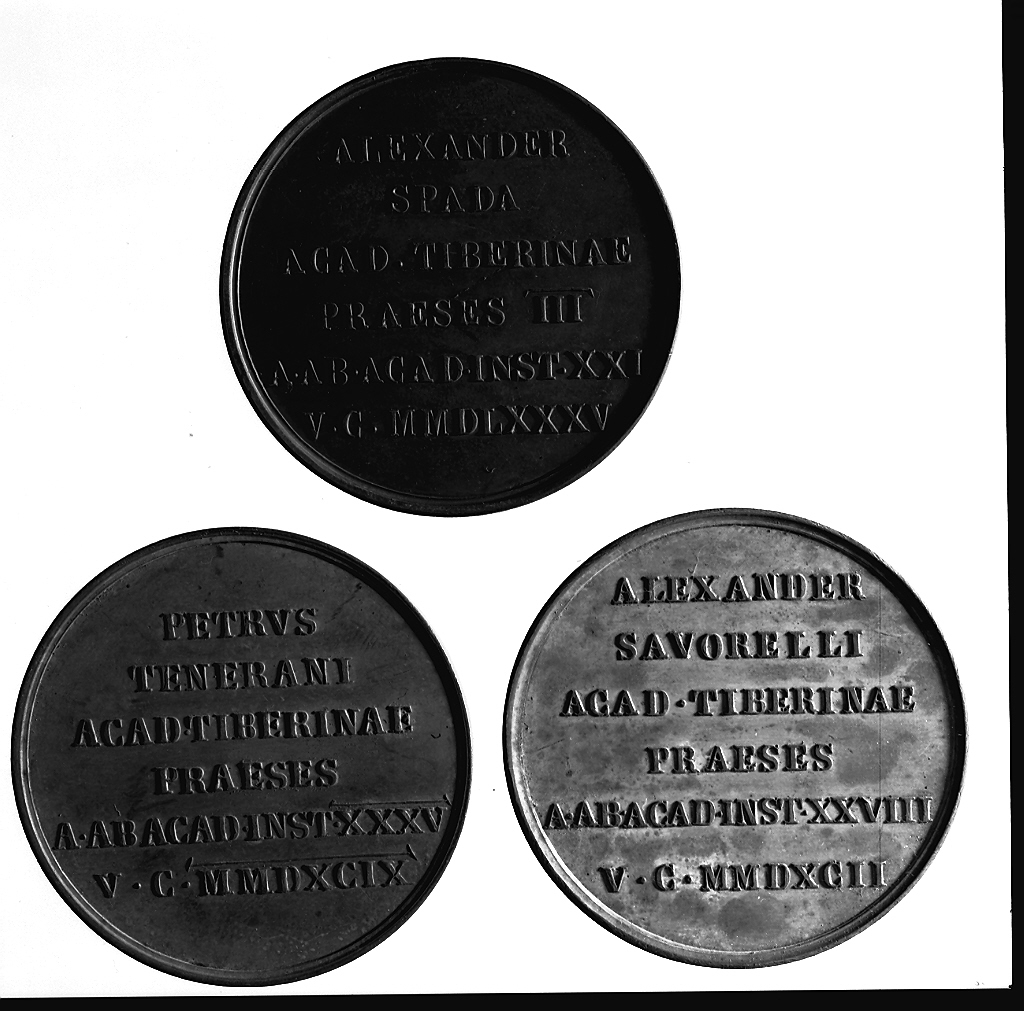 ALEXANDER
SPADA
ACAD · TIBERINAE
PRAESES III
A·AB·ACAD·INST·XXI
V·C·MMDLXXXV
PETRVS
TENERANI
ACAD·TIBERINAE
PRAESES
A·AB ACAD·INST·XXXV
V·C·MMDXCIX
ALEXANDER
SAVORELLI
ACAD·TIBERINAE
PRAESES
A·AB·ACAD·INST·XXVIII
V·C·MMDXCII